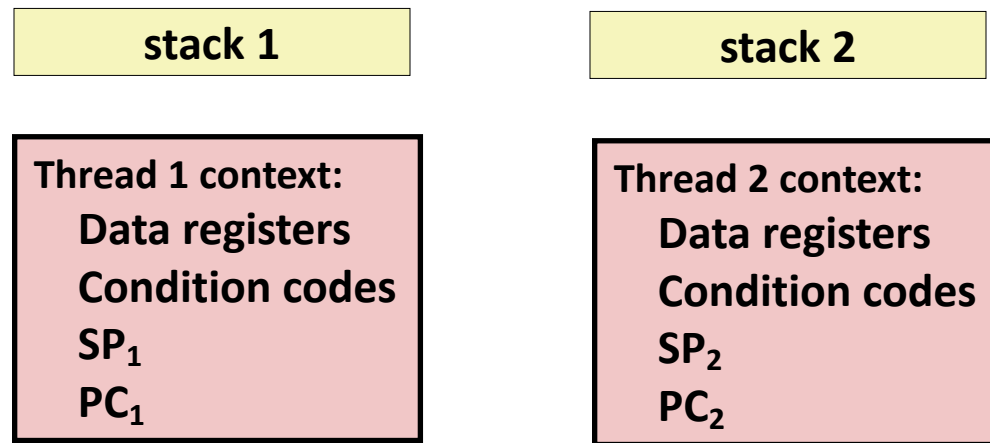 stack 1
Thread 1 context:
Data registers
Condition codes
SP₁
PC₁
stack 2
Thread 2 context:
Data registers
Condition codes
SP₂
PC₂